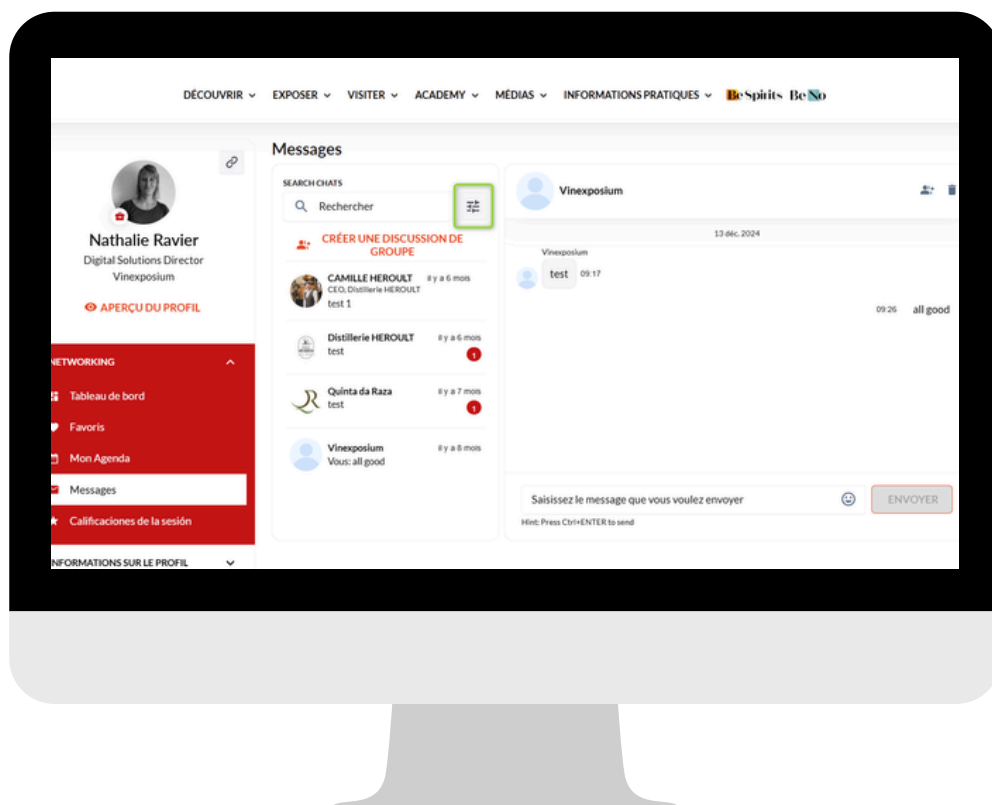 DÉCOUVRIR EXPOSER VISITER ACADEMY MÉDIAS INFORMATIONS PRATIQUES Be Spirits Be No
Nathalie Ravier
Digital Solutions Director
Vinexposium
APERÇU DU PROFIL
NETWORKING
Tableau de bord
Favoris
Mon Agenda
Messages
Calificaciones de la sesión
INFORMATIONS SUR LE PROFIL
Messages
SEARCH CHATS
Rechercher
CRÉER UNE DISCUSSION DE
GROUPE
CAMILLE HEROULT il y a 6 mois
CEO, Distillerie HEROULT
test 1
Distillerie HEROULT il y a 6 mois
test 1
Quinta da Raza il y a 7 mois
test 1
Vinexposium il y a 8 mois
Vous: all good
Vinexposium
13 déc. 2024
Vinexposium
test 09:17
09:26 all good
Saisissez le message que vous voulez envoyer ENVOYER
Hint: Press Ctrl+ENTER to send